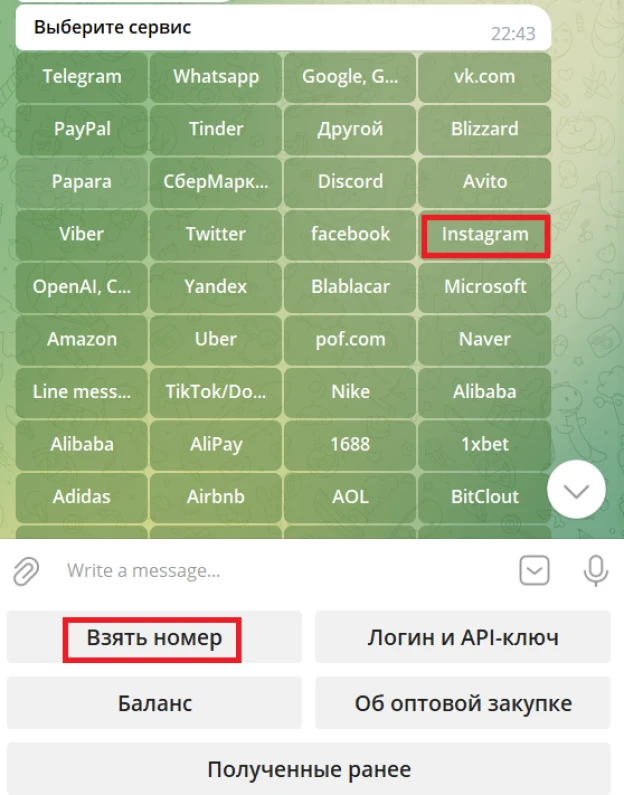 Выберите сервис
22:43
Telegram Whatsapp Google, G... vk.com
PayPal Tinder Другой Blizzard
Papara СберМарк... Discord Avito
Viber Twitter facebook Instagram
OpenAI, C... Yandex Blablacar Microsoft
Amazon Uber pof.com Naver
Line mess... TikTok/Do... Nike Alibaba
Alibaba AliPay 1688 1xbet
Adidas Airbnb AOL BitClout
Write a message...
Взять номер Логин и API-ключ
Баланс Об оптовой закупке
Полученные ранее